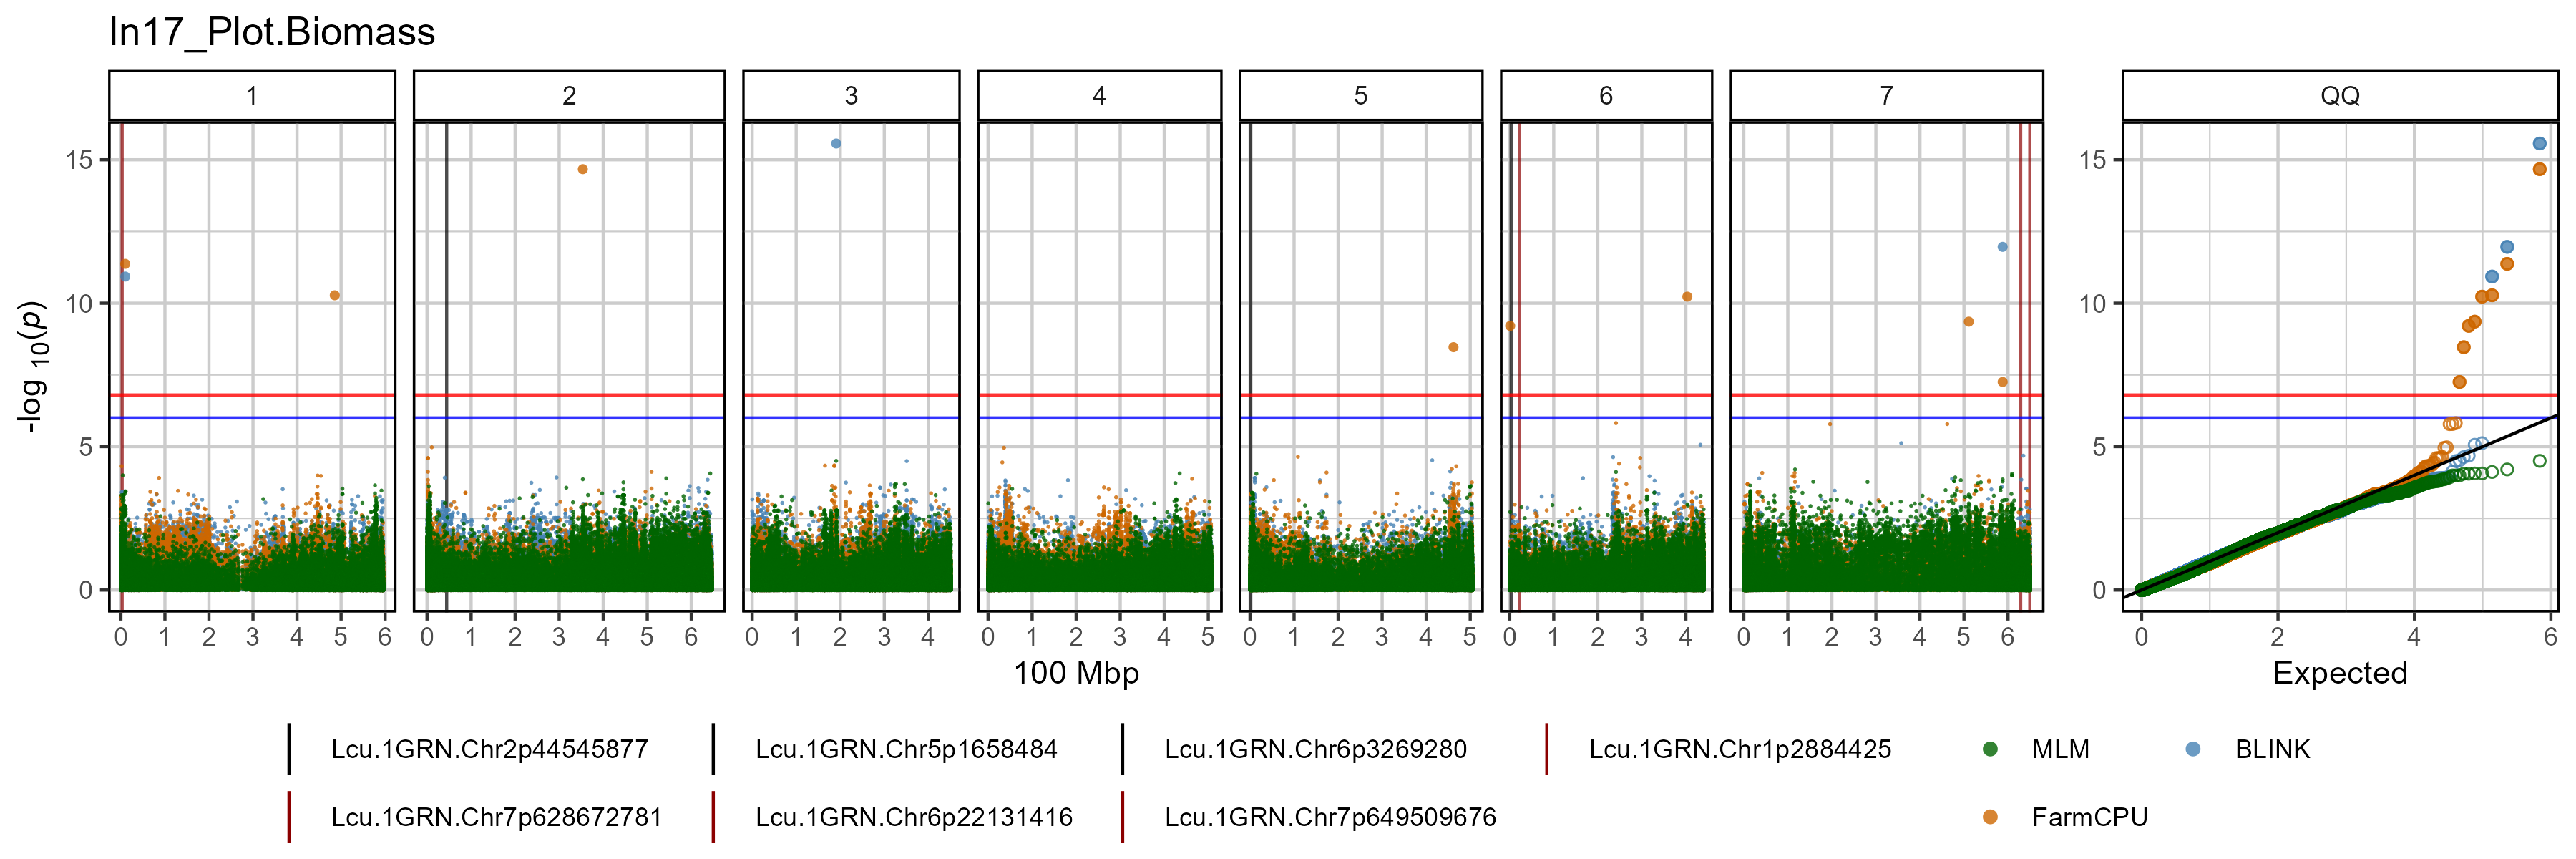 In17_Plot.Biomass
1 2 3 4 5 6 7 QQ
15 15
10 10
5 5
0 0
-log 10(p)
0 1 2 3 4 5 6 0 1 2 3 4 5 6 0 1 2 3 4 0 1 2 3 4 5 0 1 2 3 4 5 0 1 2 3 4 0 1 2 3 4 5 6 0 2 4 6
100 Mbp Expected
Lcu.1GRN.Chr2p44545877 Lcu.1GRN.Chr5p1658484 Lcu.1GRN.Chr6p3269280 Lcu.1GRN.Chr1p2884425 MLM BLINK
Lcu.1GRN.Chr7p628672781 Lcu.1GRN.Chr6p22131416 Lcu.1GRN.Chr7p649509676 FarmCPU